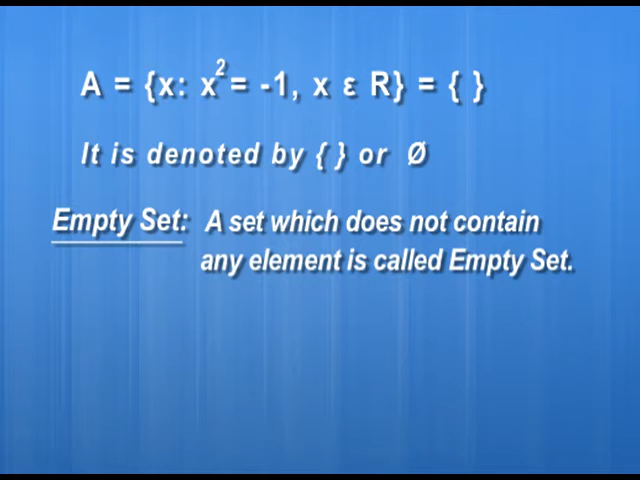 A = {x: x² = -1, x ε R} = { }
It is denoted by { } or Ø
Empty Set: A set which does not contain
any element is called Empty Set.